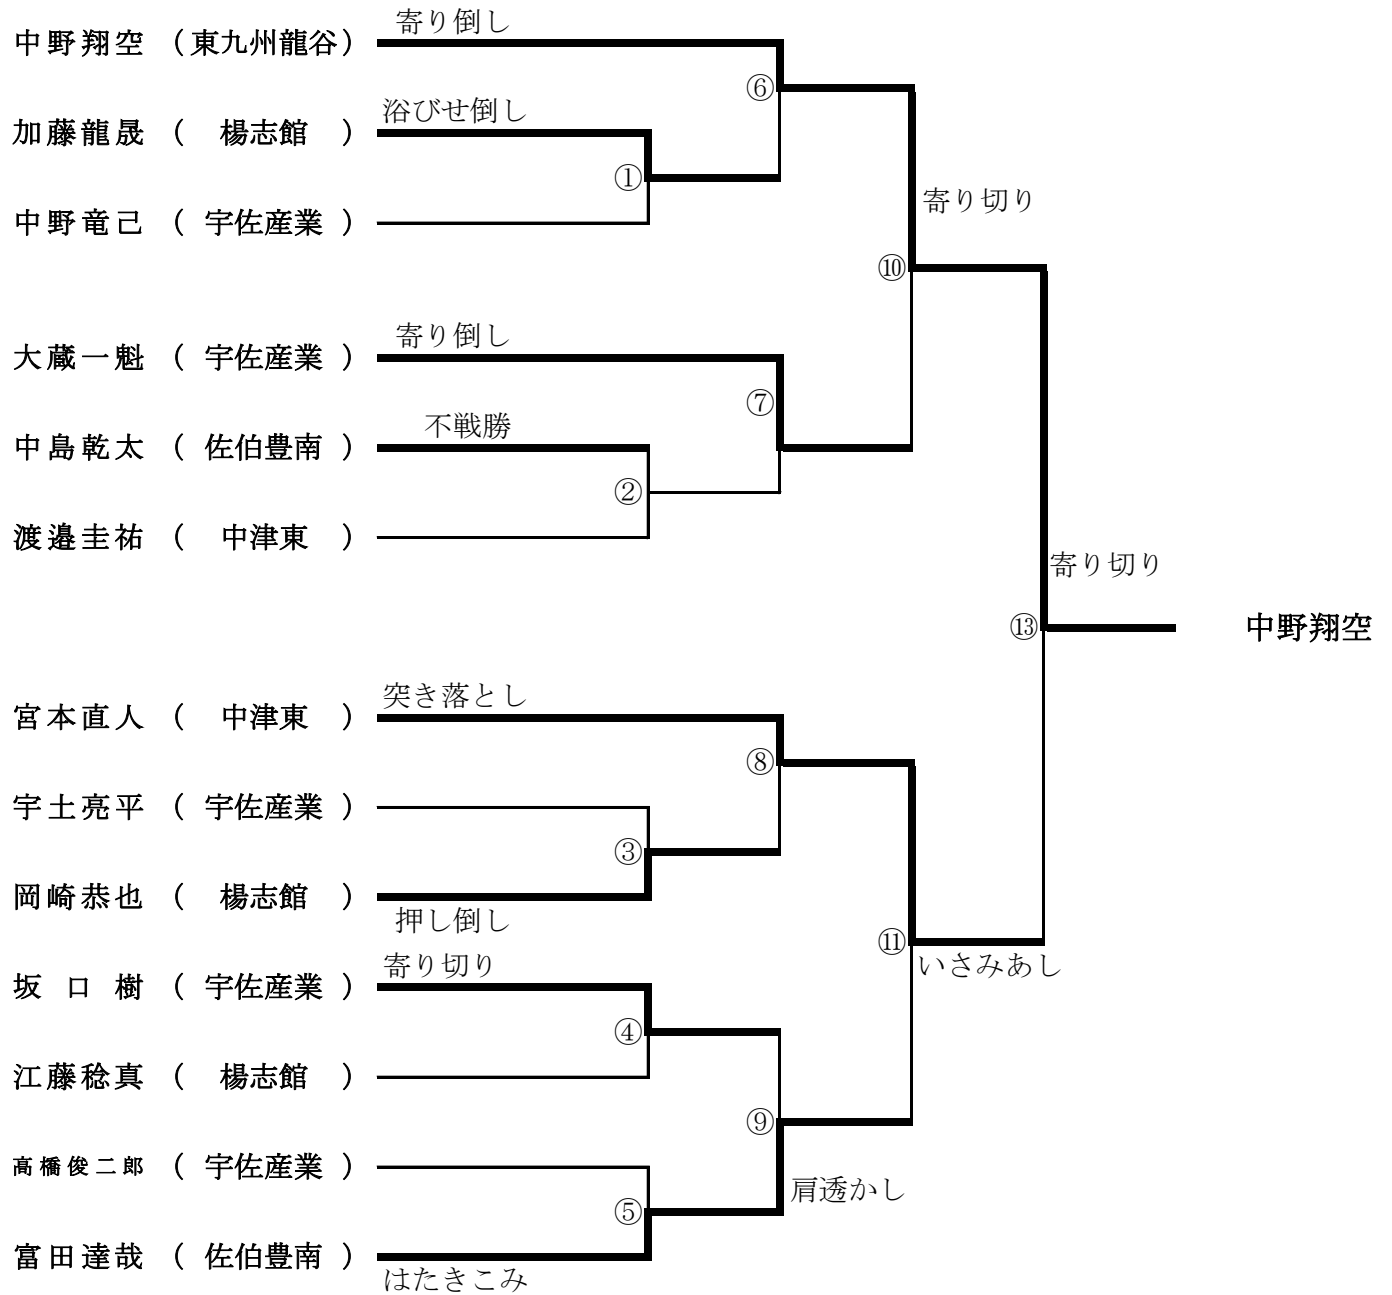 寄り倒し
中野翔空 (東九州龍谷)
⑥
浴びせ倒し
加藤龍晟 ( 楊志館 )
①
寄り切り
中野竜己 ( 宇佐産業 )
⑩
寄り倒し
大蔵一魁 ( 宇佐産業 )
⑦
不戦勝
中島乾太 ( 佐伯豊南 )
②
渡邉圭祐 ( 中津東 )
寄り切り
⑬
中野翔空
突き落とし
宮本直人 ( 中津東 )
⑧
宇土亮平 ( 宇佐産業 )
③
岡崎恭也 ( 楊志館 )
押し倒し
⑪
いさみあし
寄り切り
坂口樹 ( 宇佐産業 )
④
江藤稔真 ( 楊志館 )
⑨
高橋俊二郎 ( 宇佐産業 )
肩透かし
⑤
富田達哉 ( 佐伯豊南 )
はたきこみ